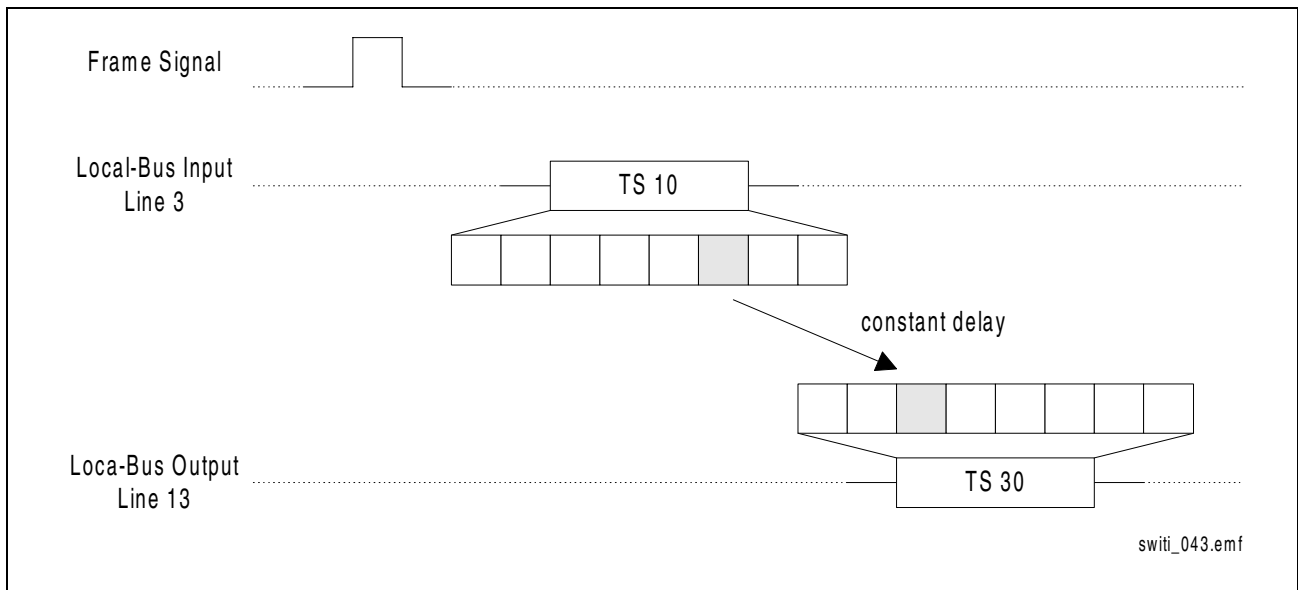 Frame Signal
Local-Bus Input
Line 3
TS 10
constant delay
Loca-Bus Output
Line 13
TS 30
switi_043.emf